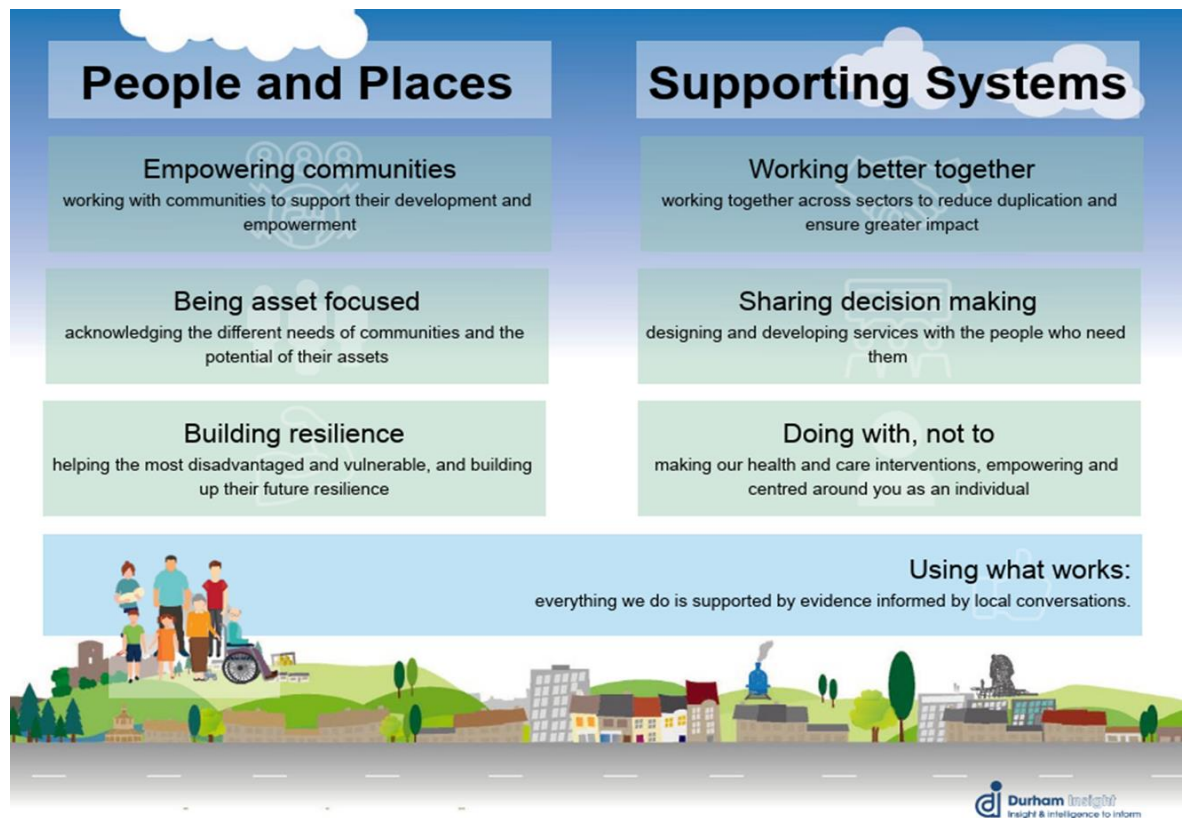 People and Places
Empowering communities
working with communities to support their development and
empowerment
Being asset focused
acknowledging the different needs of communities and the
potential of their assets
Building resilience
helping the most disadvantaged and vulnerable, and building
up their future resilience
Supporting Systems
Working better together
working together across sectors to reduce duplication and
ensure greater impact
Sharing decision making
designing and developing services with the people who need
them
Doing with, not to
making our health and care interventions, empowering and
centred around you as an individual
Using what works:
everything we do is supported by evidence informed by local conversations.
Durham Insight
Insight & intelligence to inform